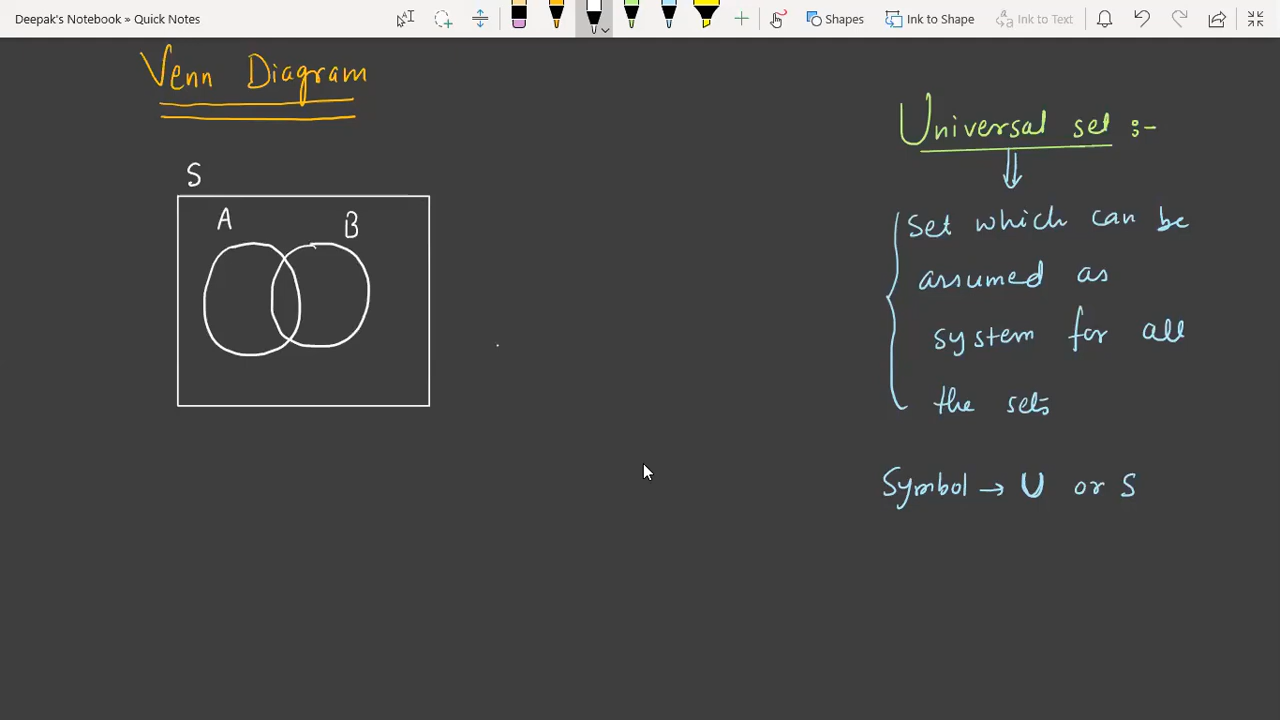 Deepak's Notebook » Quick Notes
Shapes
Ink to Shape
Ink to Text
Venn Diagram
S
A
B
Universal set :-
Set which can be
assumed as
system for all
the sets
Symbol → U or S